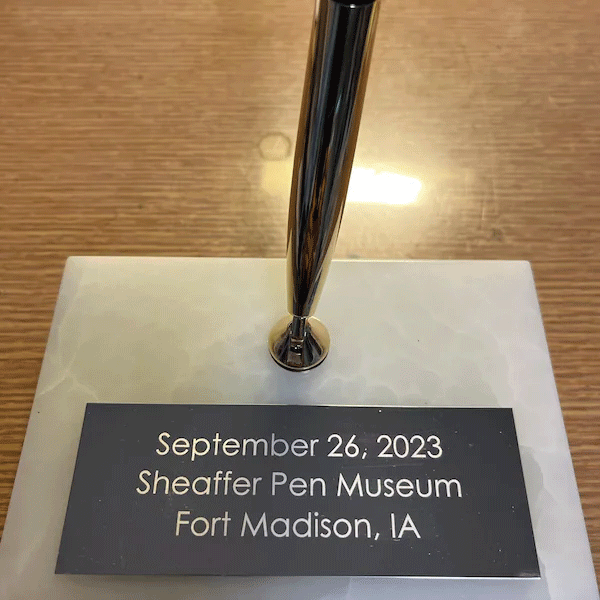 September 26, 2023
Sheaffer Pen Museum
Fort Madison, IA